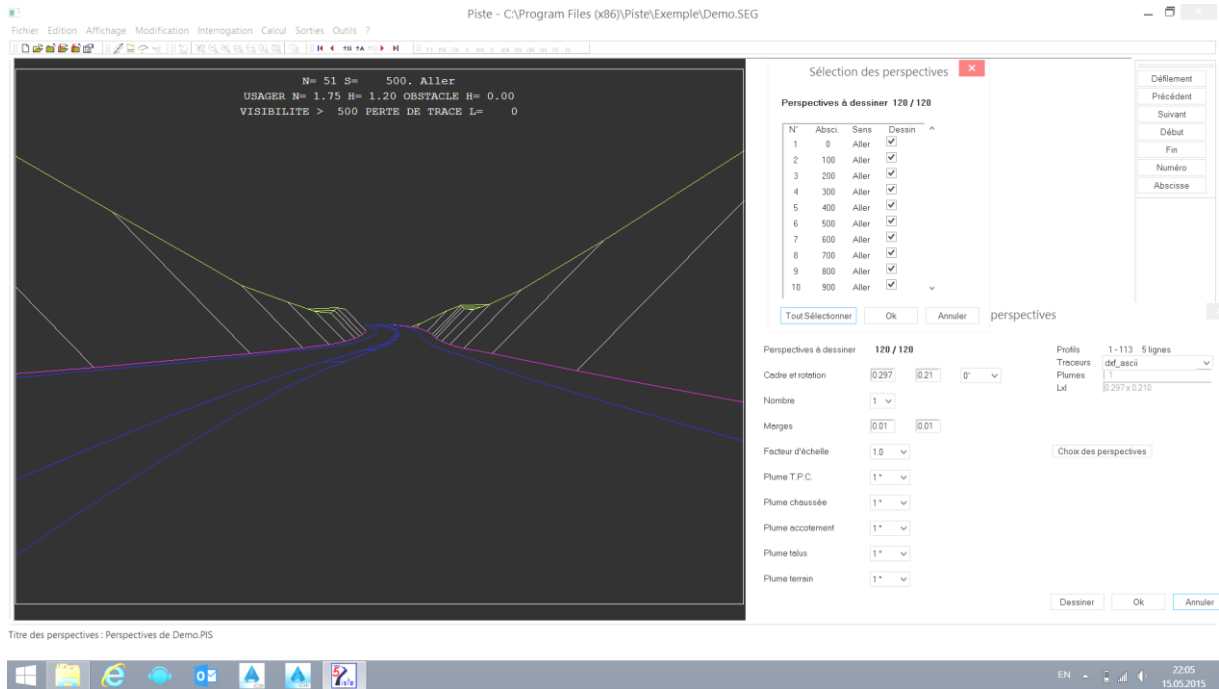 Piste - C:\Program Files (x86)\Piste\Exemple\Demo.SEG
Fichier Edition Affichage Modification Interrogation Calcul Sorties Outils ?
N= 51 S= 500. Aller
USAGER N= 1.75 H= 1.20 OBSTACLE H= 0.00
VISIBILITE > 500 PERTE DE TRACE L= 0
Sélection des perspectives
Perspectives à dessiner 120 / 120
N° Absci. Sens Dessin
1 0 Aller
2 100 Aller
3 200 Aller
4 300 Aller
5 400 Aller
6 500 Aller
7 600 Aller
8 700 Aller
9 800 Aller
10 900 Aller
Tout Sélectionner Ok Annuler
Défilement
Précédent
Suivant
Début
Fin
Numéro
Abscisse
perspectives
Perspectives à dessiner 120 / 120
Cadre et rotation 0.297 0.21 0°
Nombre 1
Marges 0.01 0.01
Facteur d'échelle 1.0
Plume T.P.C. 1 *
Plume chaussée 1 *
Plume accotement 1 *
Plume talus 1 *
Plume terrain 1 *
Profils 1 - 113 5 lignes
Traceurs dxf_ascii
Plumes 1
Lxl 0.297 x 0.210
Choix des perspectives
Dessiner Ok Annuler
Titre des perspectives : Perspectives de Demo.PIS
EN 22:05
15.05.2015